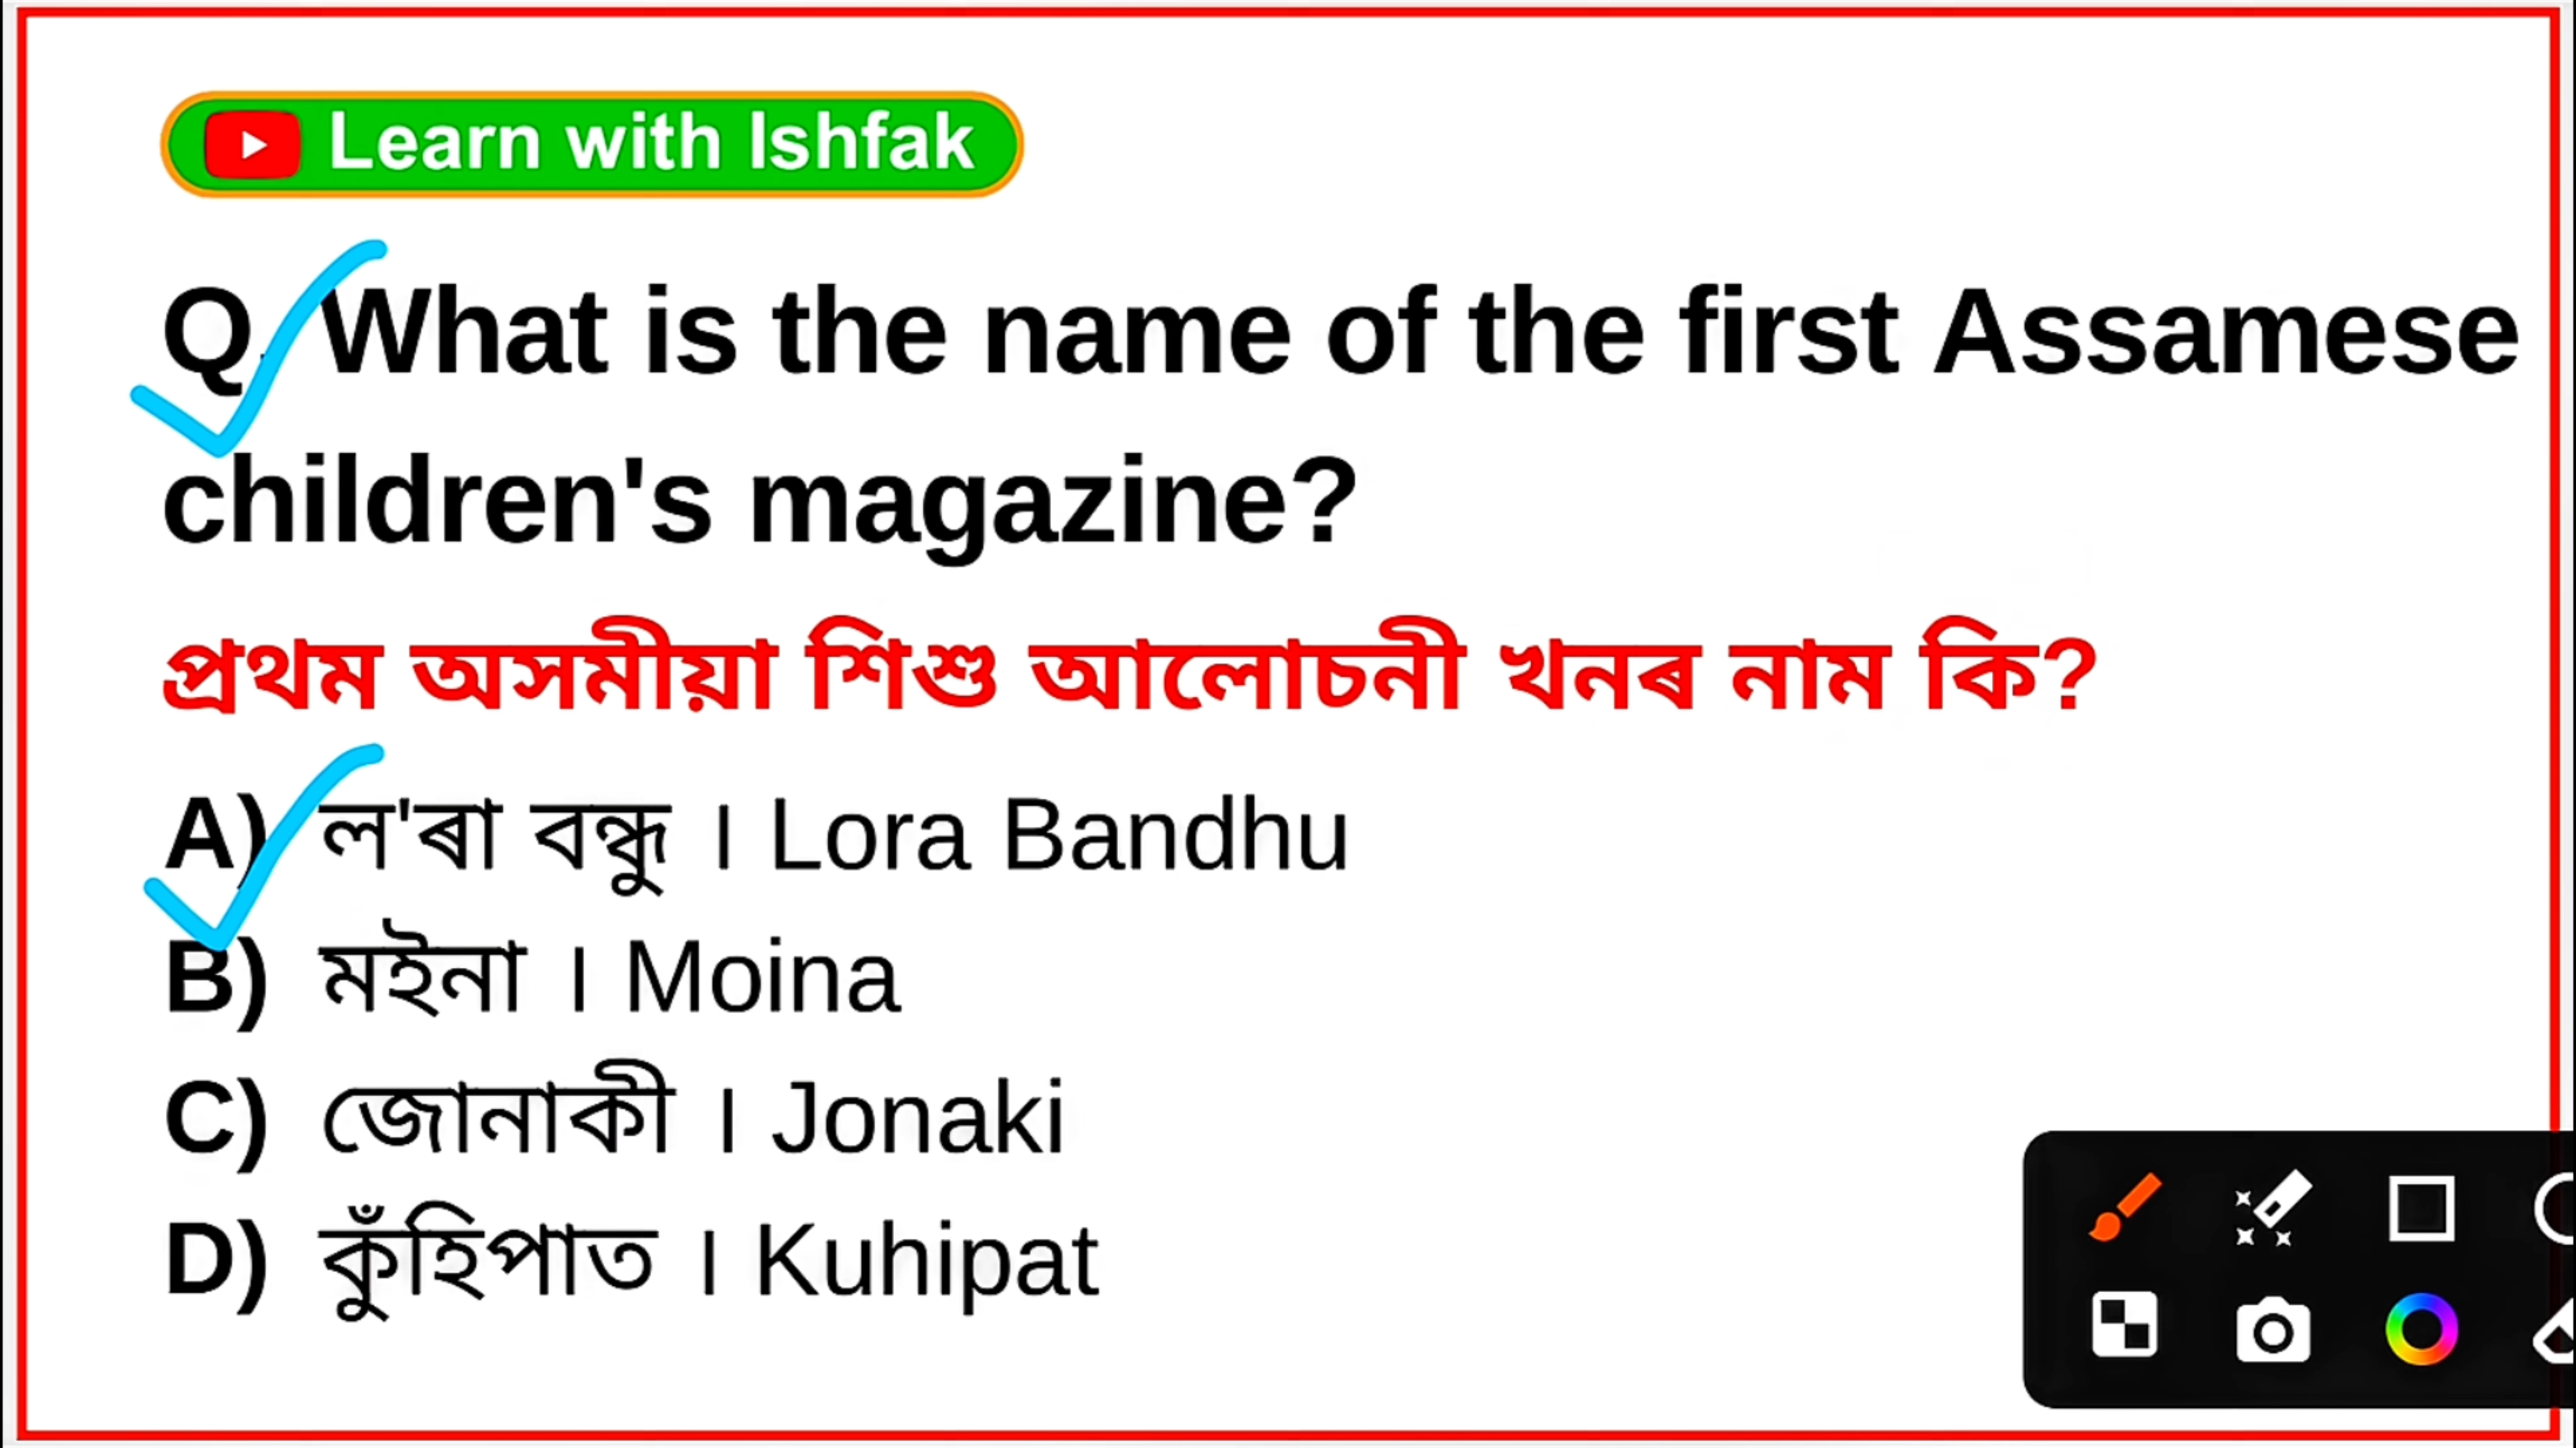 Learn with Ishfak
Q. What is the name of the first Assamese
children's magazine?
প্ৰথম অসমীয়া শিশু আলোচনী খনৰ নাম কি?
A) ল'ৰা বন্ধু । Lora Bandhu
B) মইনা । Moina
C) জোনাকী । Jonaki
D) কুঁহিপাত । Kuhipat